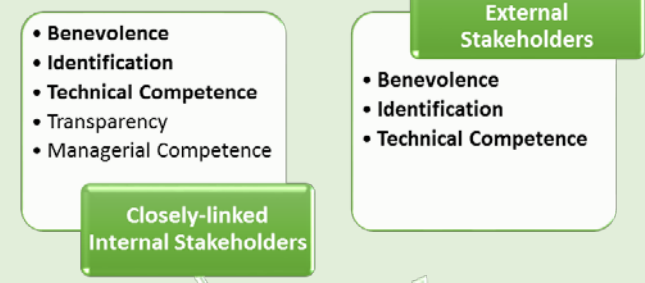 • Benevolence
• Identification
• Technical Competence
• Transparency
• Managerial Competence
Closely-linked
Internal Stakeholders
External
Stakeholders
• Benevolence
• Identification
• Technical Competence